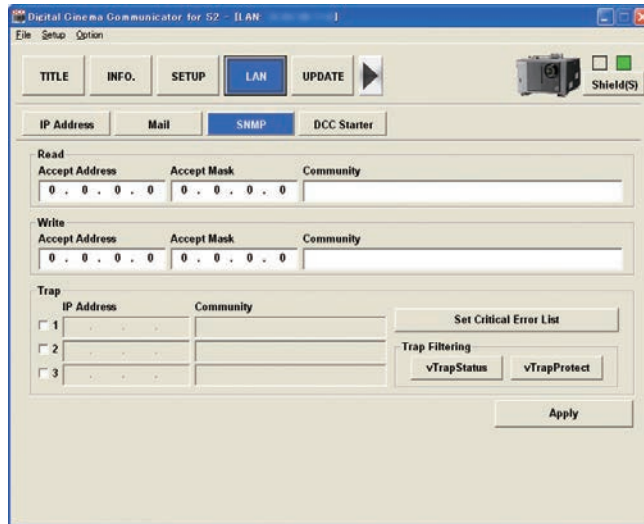 Digital Cinema Communicator for S2 - [LAN: ]
File Setup Option
TITLE INFO. SETUP LAN UPDATE Shield(S)
IP Address Mail SNMP DCC Starter
Read
Accept Address Accept Mask Community
0 . 0 . 0 . 0 0 . 0 . 0 . 0
Write
Accept Address Accept Mask Community
0 . 0 . 0 . 0 0 . 0 . 0 . 0
Trap
IP Address Community
1 . . .
2 . . .
3 . . .
Set Critical Error List
Trap Filtering
vTrapStatus vTrapProtect
Apply